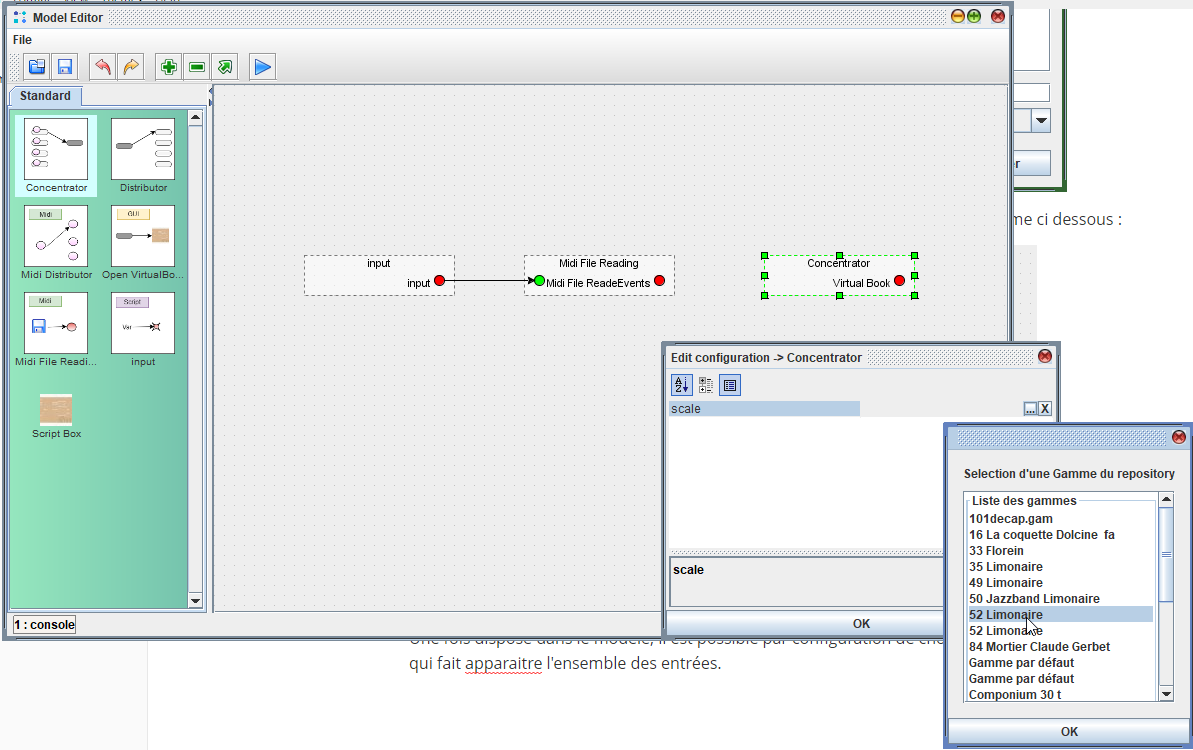 Model Editor
File
Standard
Concentrator
Distributor
Midi
GUI
Midi Distributor
Open VirtualBo...
Midi
Script
Var
Midi File Readi...
input
Script Box
1 : console
input
input
Midi File Reading
Midi File ReadeEvents
Concentrator
Virtual Book
r
me ci dessous :
Edit configuration -> Concentrator
scale
... X
scale
OK
Selection d'une Gamme du repository
Liste des gammes
101decap.gam
16 La coquette Dolcine fa
33 Florein
35 Limonaire
49 Limonaire
50 Jazzband Limonaire
52 Limonaire
52 Limonaire
84 Mortier Claude Gerbet
Gamme par défaut
Gamme par défaut
Componium 30 t
OK
Une fois disposé dans le modèle, il est possible par configuration de cho
qui fait apparaitre l'ensemble des entrées.